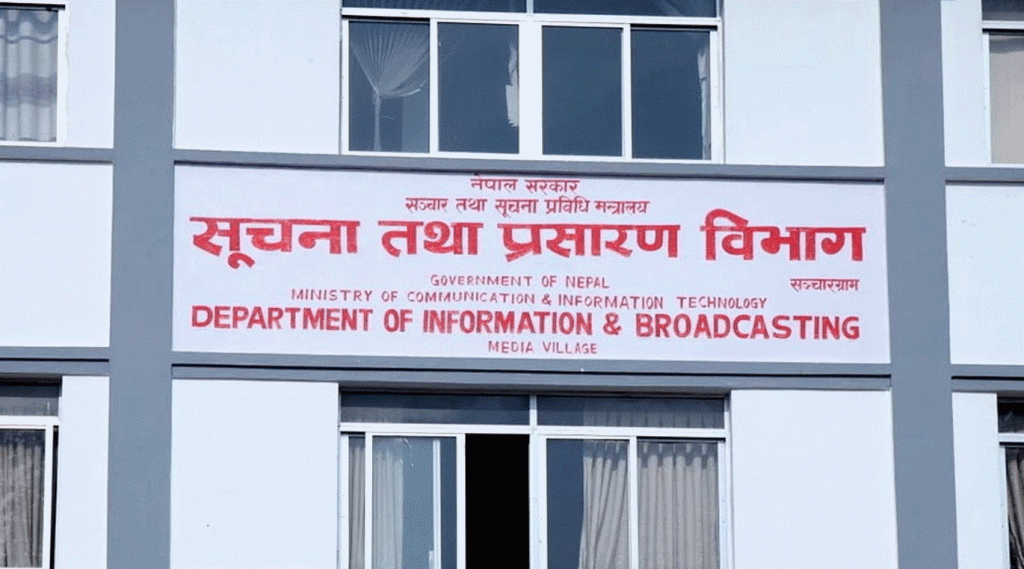 नेपाल सरकार
सञ्चार तथा सूचना प्रविधि मन्त्रालय
सूचना तथा प्रसारण विभाग
सञ्चारग्राम
GOVERNMENT OF NEPAL
MINISTRY OF COMMUNICATION & INFORMATION TECHNOLOGY
DEPARTMENT OF INFORMATION & BROADCASTING
MEDIA VILLAGE